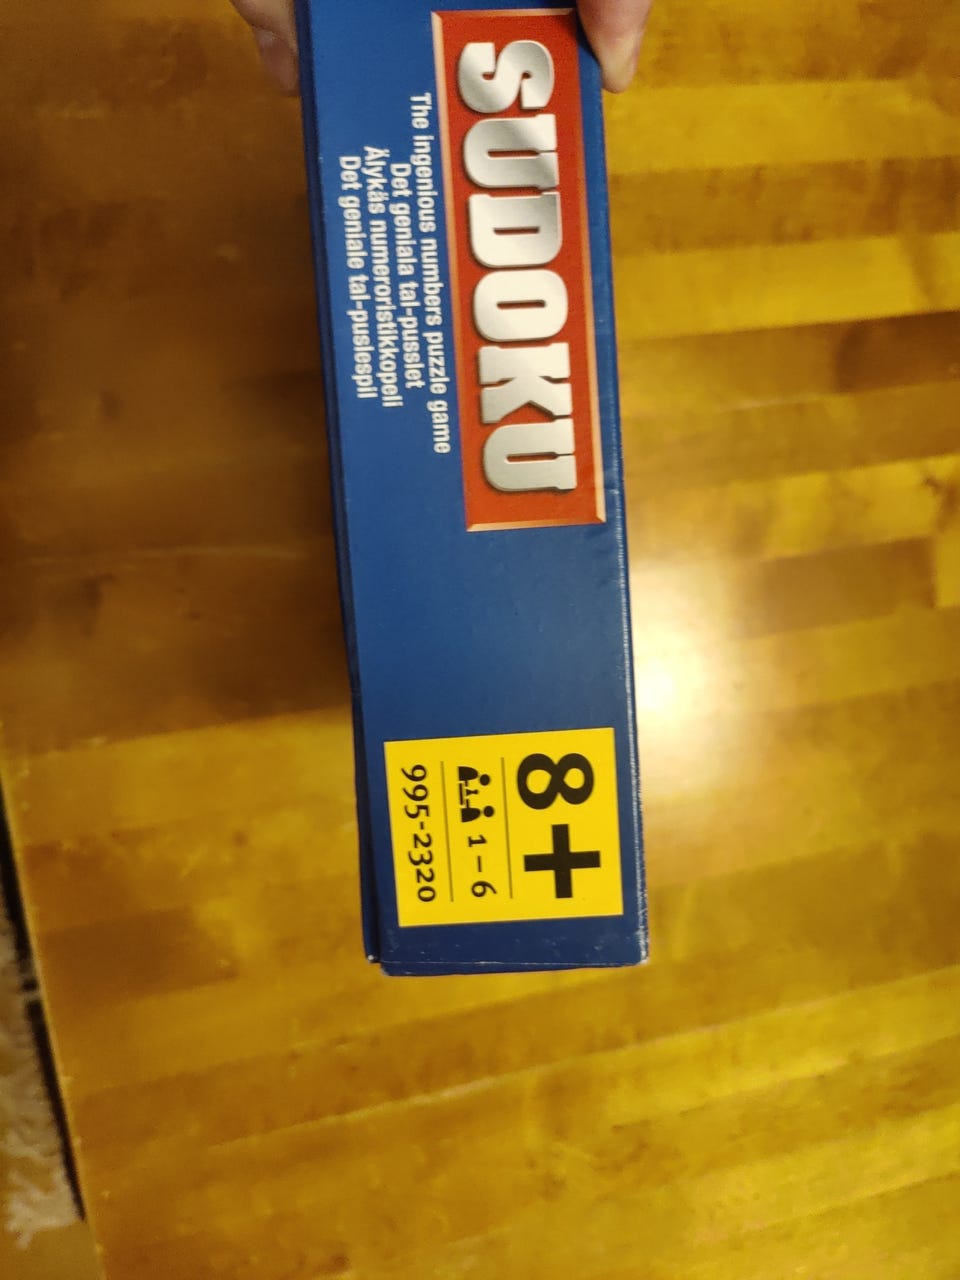 SUDOKU
The ingenious numbers puzzle game
Det geniala tal-pusslet
Älykäs numeroristikkopeli
Det geniale tal-puslespil
8+
1-6
995-2320